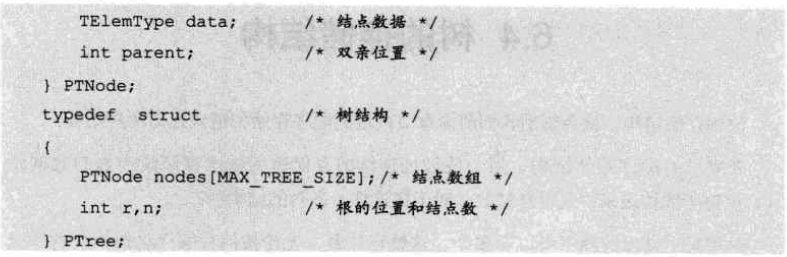 TElemType data; /* 结点数据 */
int parent; /* 双亲位置 */
} PTNode;
typedef struct /* 树结构 */
{
PTNode nodes[MAX_TREE_SIZE];/* 结点数组 */
int r,n; /* 根的位置和结点数 */
} PTree;